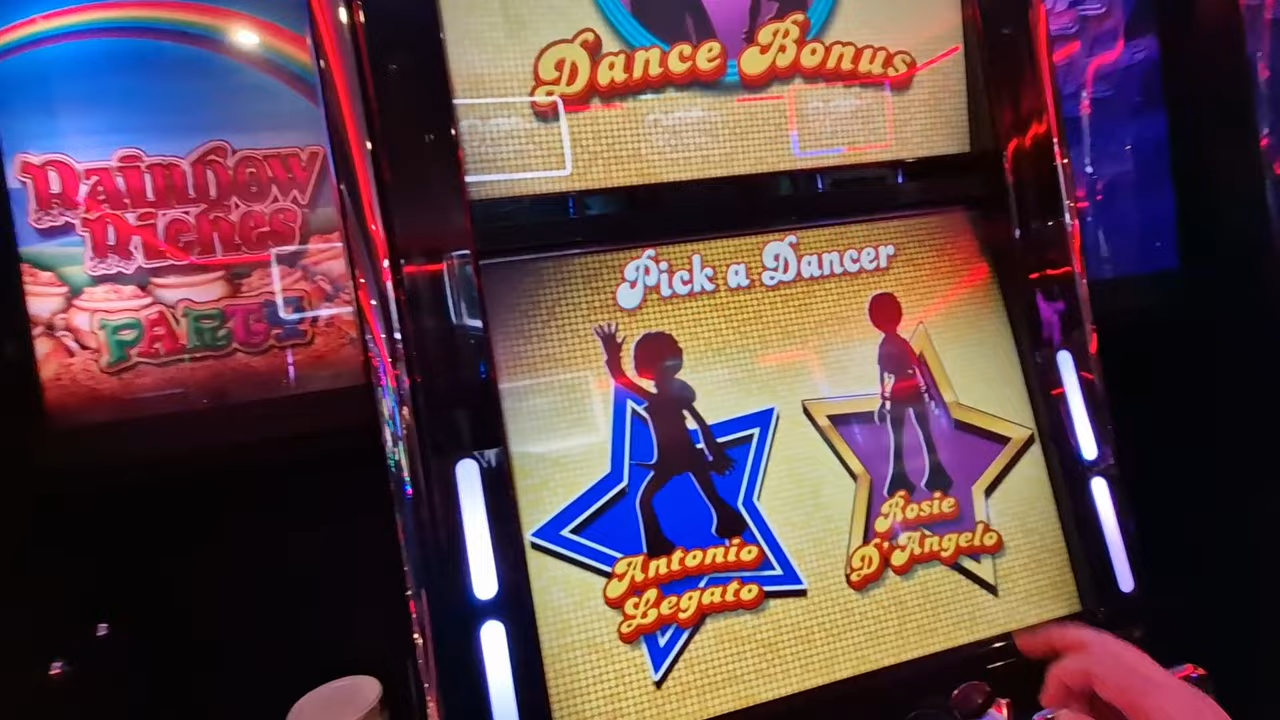 Dance Bonus
Rainbow
Riches
PARTY
Pick a Dancer
Antonio
Legato
Rosie
D'Angelo